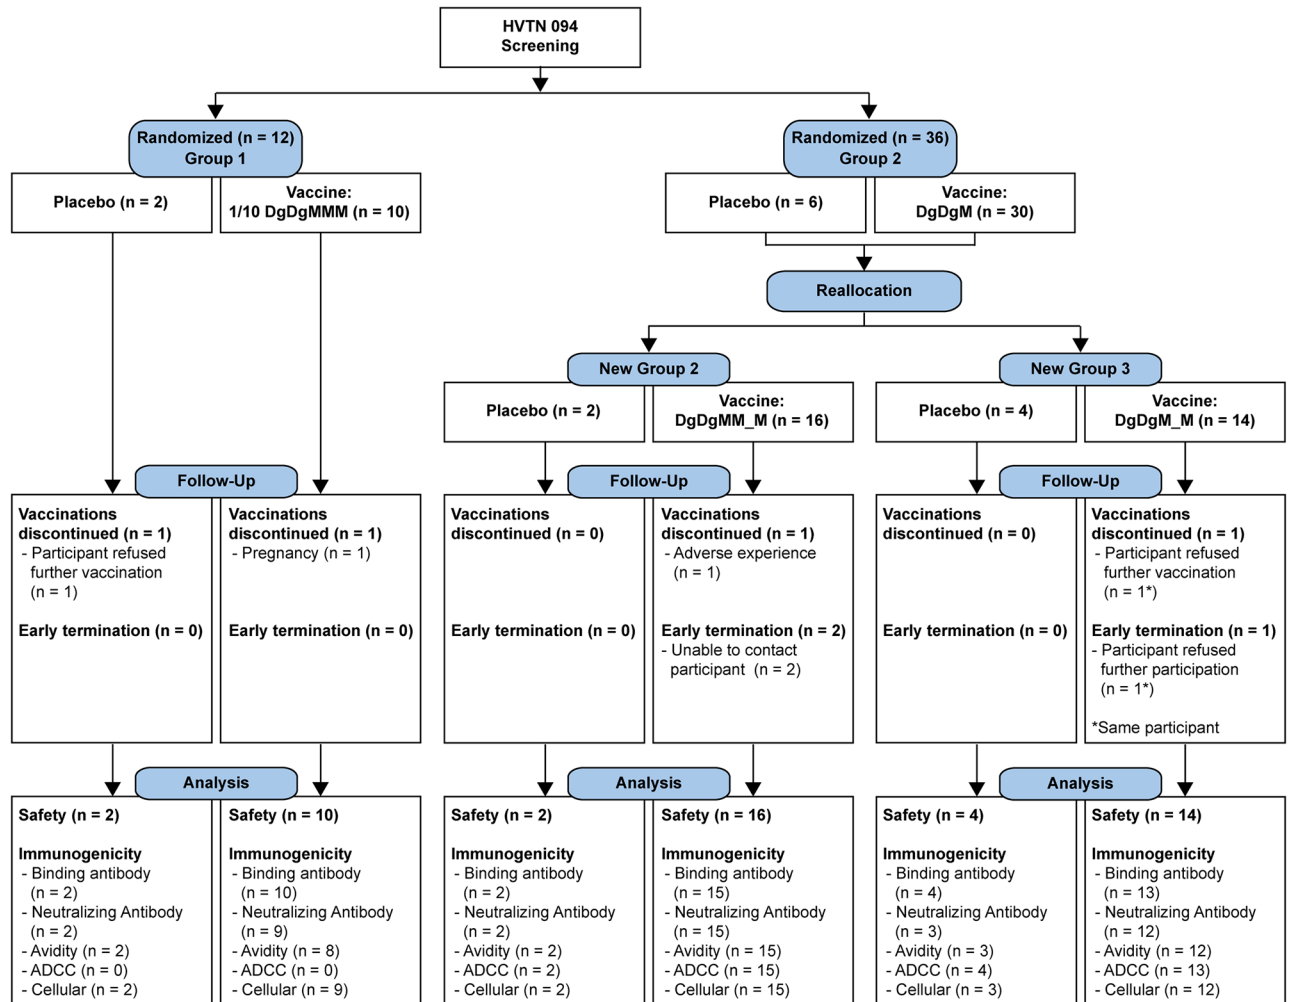 HVTN 094
Screening
Randomized (n = 12)
Group 1
Placebo (n = 2)
Vaccine:
1/10 DgDgMMM (n = 10)
Randomized (n = 36)
Group 2
Placebo (n = 6)
Vaccine:
DgDgM (n = 30)
Reallocation
New Group 2
Placebo (n = 2)
Vaccine:
DgDgMM_M (n = 16)
New Group 3
Placebo (n = 4)
Vaccine:
DgDgM_M (n = 14)
Follow-Up
Vaccinations
discontinued (n = 1)
- Participant refused
further vaccination
(n = 1)
Early termination (n = 0)
Vaccinations
discontinued (n = 1)
- Pregnancy (n = 1)
Early termination (n = 0)
Follow-Up
Vaccinations
discontinued (n = 0)
Early termination (n = 0)
Vaccinations
discontinued (n = 1)
- Adverse experience
(n = 1)
Early termination (n = 2)
- Unable to contact
participant (n = 2)
Follow-Up
Vaccinations
discontinued (n = 0)
Early termination (n = 0)
Vaccinations
discontinued (n = 1)
- Participant refused
further vaccination
(n = 1*)
Early termination (n = 1)
- Participant refused
further participation
(n = 1*)
*Same participant
Analysis
Safety (n = 2)
Immunogenicity
- Binding antibody
(n = 2)
- Neutralizing Antibody
(n = 2)
- Avidity (n = 2)
- ADCC (n = 0)
- Cellular (n = 2)
Safety (n = 10)
Immunogenicity
- Binding antibody
(n = 10)
- Neutralizing Antibody
(n = 9)
- Avidity (n = 8)
- ADCC (n = 0)
- Cellular (n = 9)
Analysis
Safety (n = 2)
Immunogenicity
- Binding antibody
(n = 2)
- Neutralizing Antibody
(n = 2)
- Avidity (n = 2)
- ADCC (n = 2)
- Cellular (n = 2)
Safety (n = 16)
Immunogenicity
- Binding antibody
(n = 15)
- Neutralizing Antibody
(n = 15)
- Avidity (n = 15)
- ADCC (n = 15)
- Cellular (n = 15)
Analysis
Safety (n = 4)
Immunogenicity
- Binding antibody
(n = 4)
- Neutralizing Antibody
(n = 3)
- Avidity (n = 3)
- ADCC (n = 4)
- Cellular (n = 3)
Safety (n = 14)
Immunogenicity
- Binding antibody
(n = 13)
- Neutralizing Antibody
(n = 12)
- Avidity (n = 12)
- ADCC (n = 13)
- Cellular (n = 12)